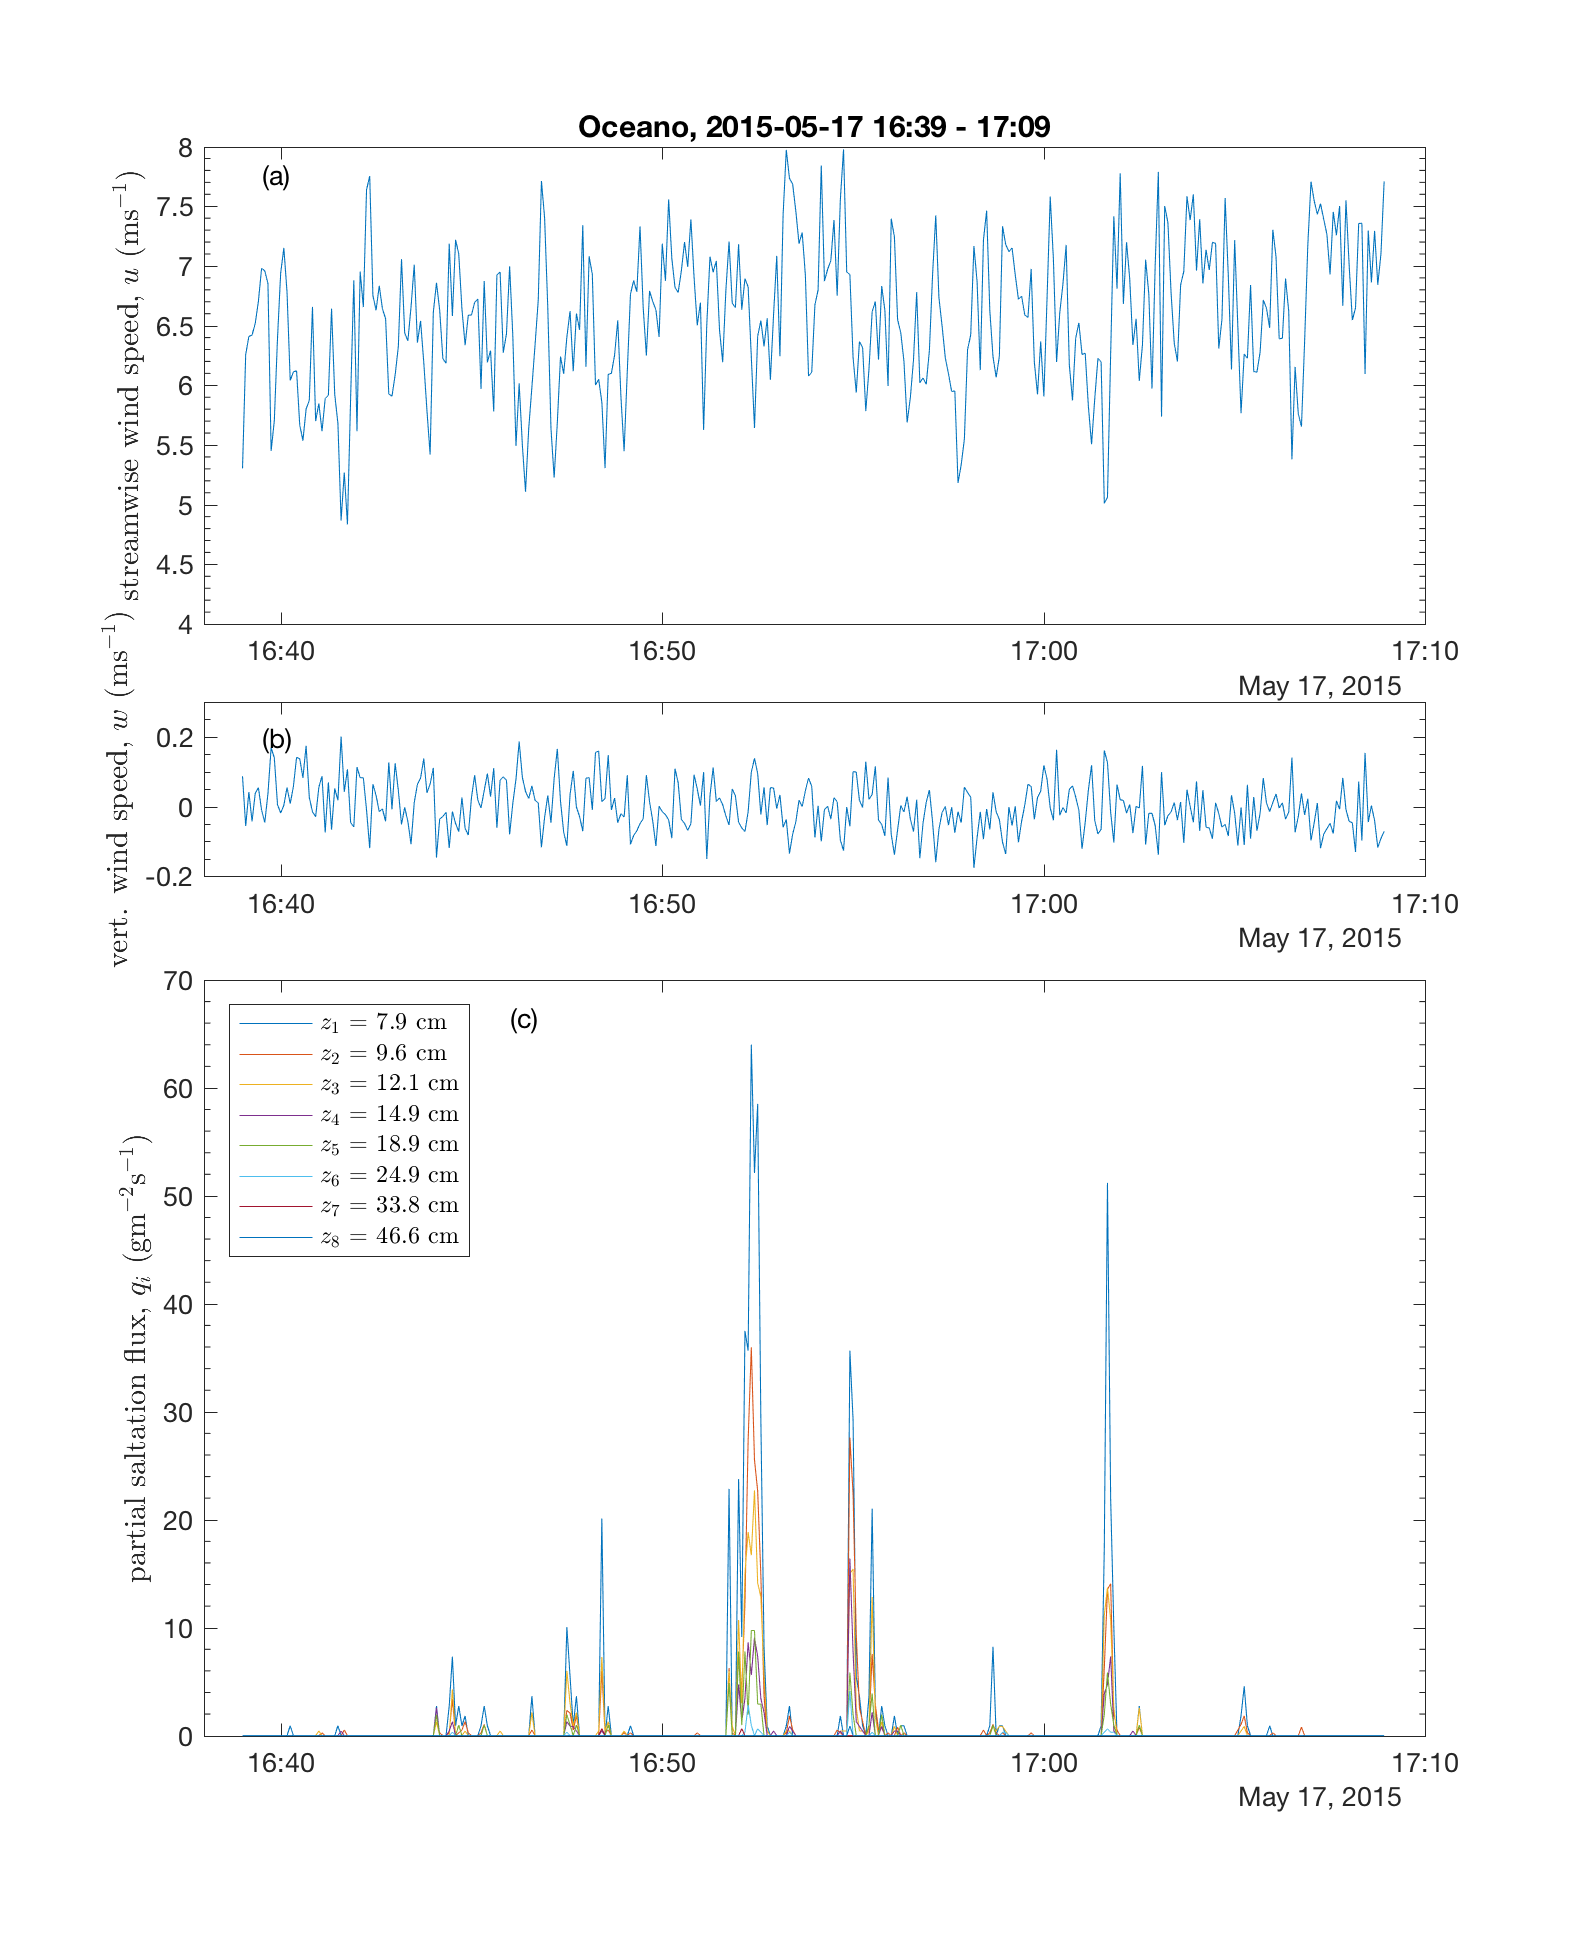 Oceano, 2015-05-17 16:39 - 17:09
(a)
streamwise wind speed, u (ms⁻¹)
8
7.5
7
6.5
6
5.5
5
4.5
4
16:40 16:50 17:00 17:10
May 17, 2015
(b)
vert. wind speed, w (ms⁻¹)
0.2
0
-0.2
16:40 16:50 17:00 17:10
May 17, 2015
(c)
partial saltation flux, qᵢ (gm⁻²s⁻¹)
70
60
50
40
30
20
10
0
z₁ = 7.9 cm
z₂ = 9.6 cm
z₃ = 12.1 cm
z₄ = 14.9 cm
z₅ = 18.9 cm
z₆ = 24.9 cm
z₇ = 33.8 cm
z₈ = 46.6 cm
16:40 16:50 17:00 17:10
May 17, 2015